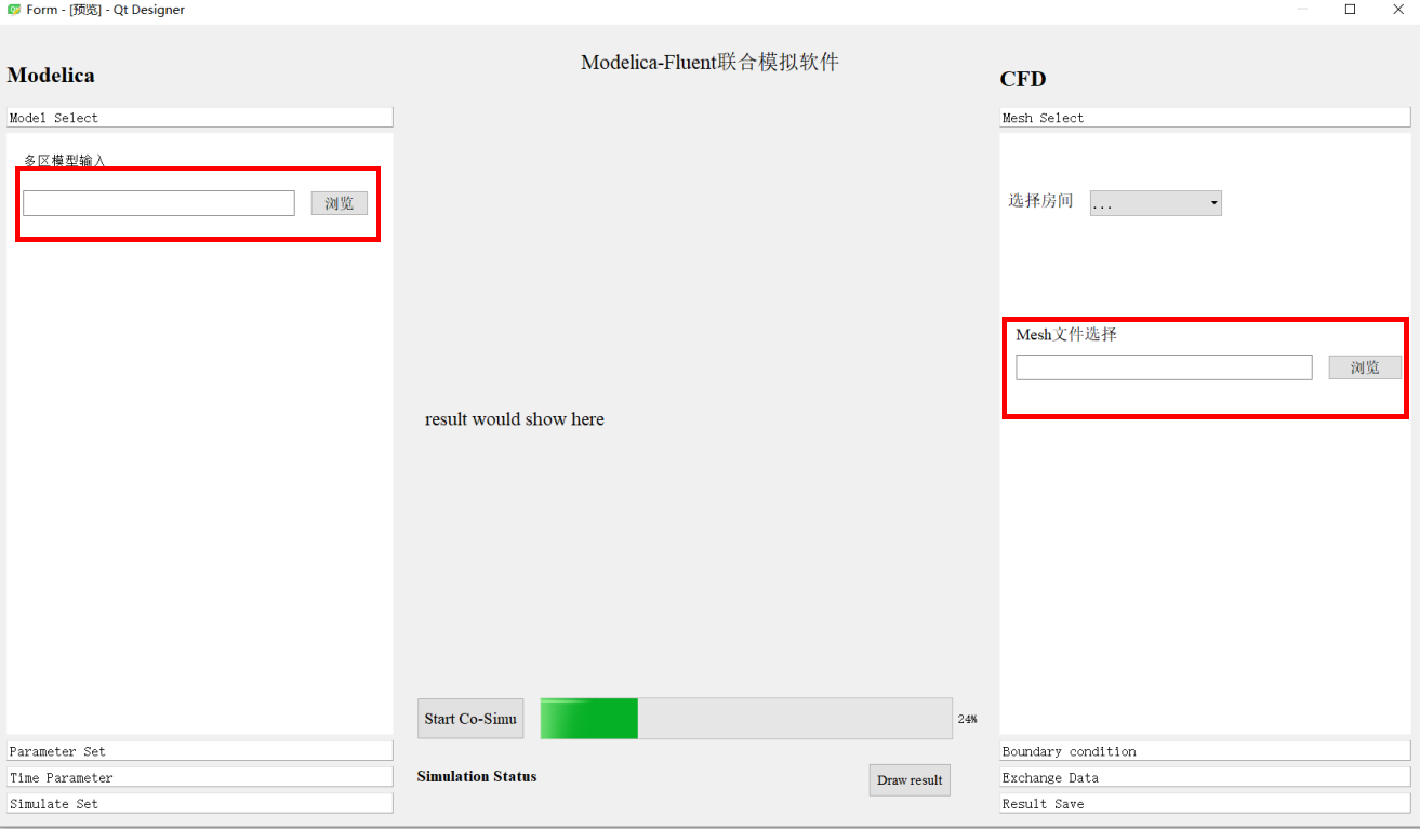 Form - [预览] - Qt Designer
Modelica-Fluent联合模拟软件
Modelica
Model Select
多区模型输入
浏览
Parameter Set
Time Parameter
Simulate Set
result would show here
Start Co-Simu
24%
Simulation Status
Draw result
CFD
Mesh Select
选择房间
...
Mesh文件选择
浏览
Boundary condition
Exchange Data
Result Save